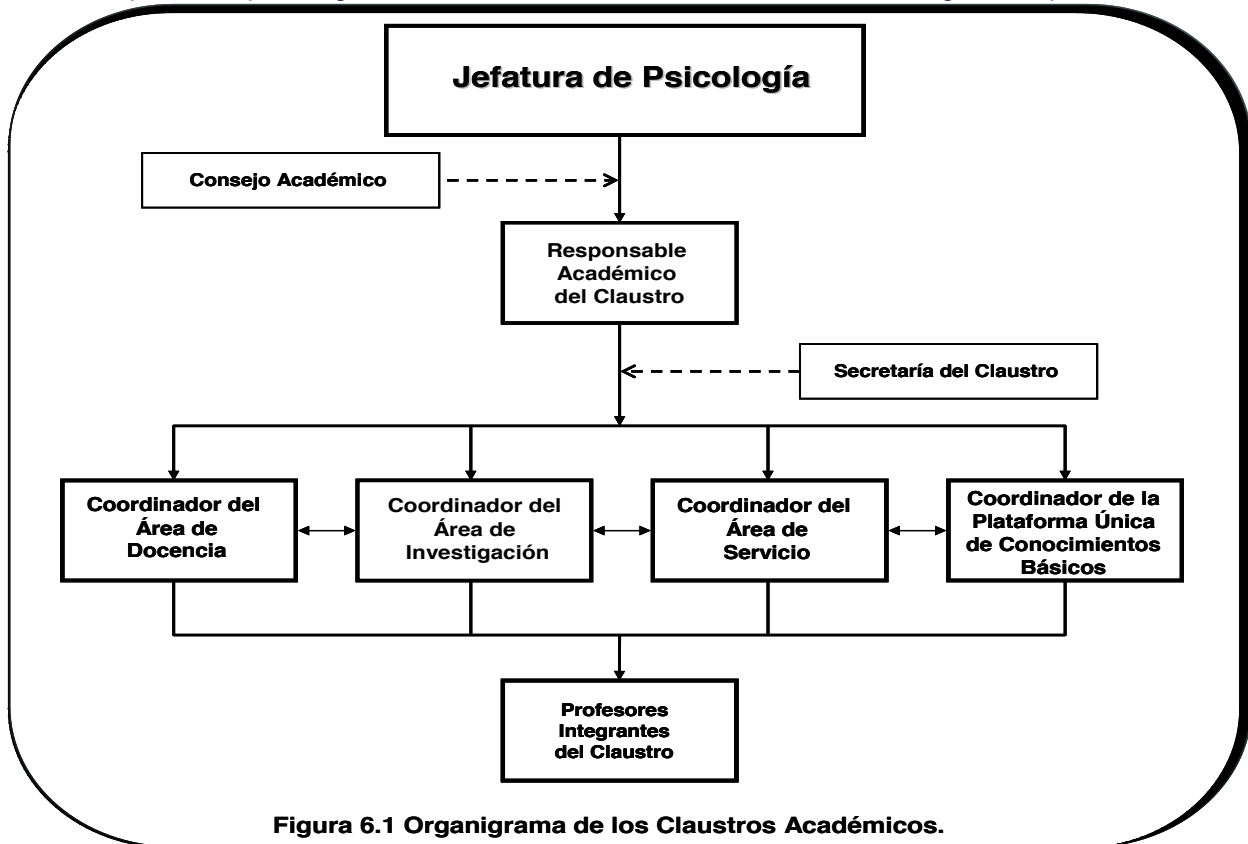 Jefatura de Psicología
Consejo Académico
Responsable
Académico
del Claustro
Secretaría del Claustro
Coordinador del
Área de
Docencia
Coordinador del
Área de
Investigación
Coordinador del
Área de
Servicio
Coordinador de la
Plataforma Única
de Conocimientos
Básicos
Profesores
Integrantes
del Claustro
Figura 6.1 Organigrama de los Claustros Académicos.